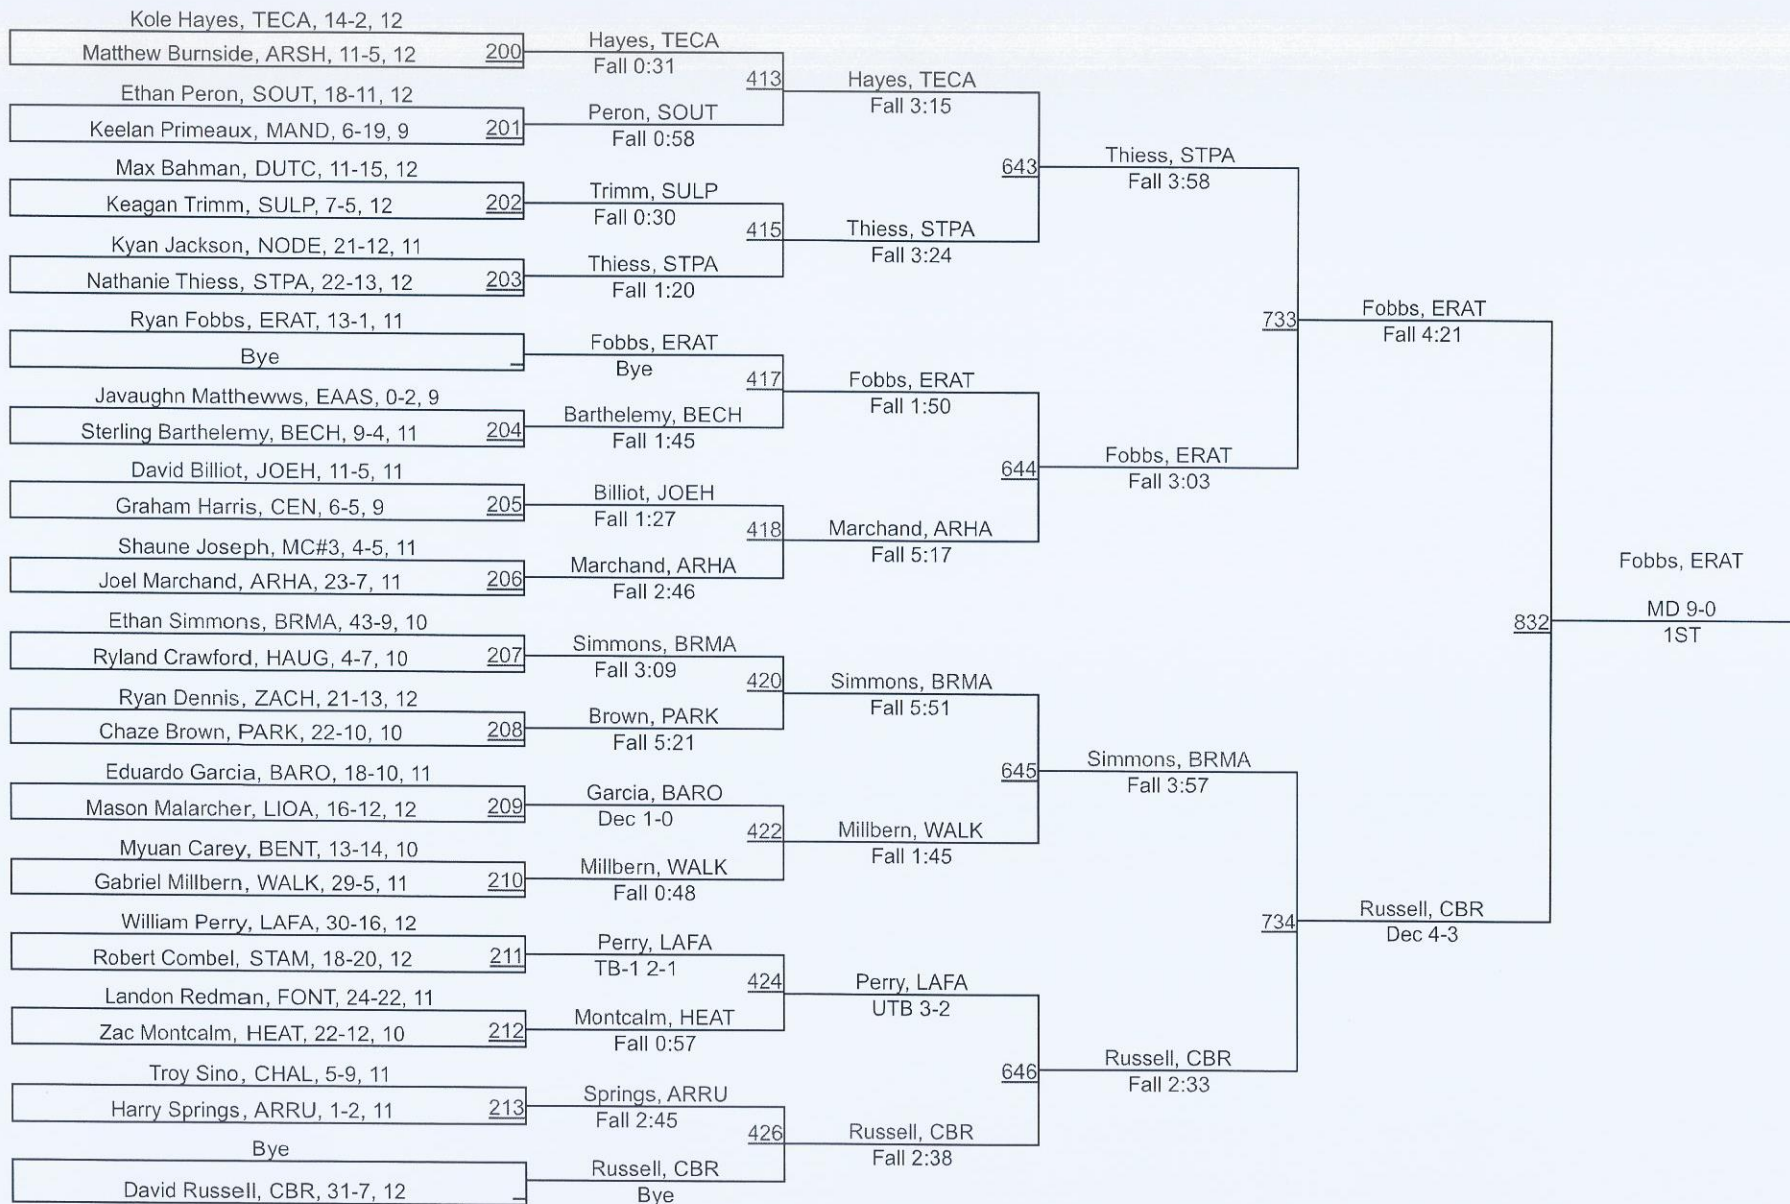 Kole Hayes, TECA, 14-2, 12
Matthew Burnside, ARSH, 11-5, 12
200
Ethan Peron, SOUT, 18-11, 12
Keelan Primeaux, MAND, 6-19, 9
201
Max Bahman, DUTC, 11-15, 12
Keagan Trimm, SULP, 7-5, 12
202
Kyan Jackson, NODE, 21-12, 11
Nathanie Thiess, STPA, 22-13, 12
203
Ryan Fobbs, ERAT, 13-1, 11
Bye
Javaughn Matthewws, EAAS, 0-2, 9
Sterling Barthelemy, BECH, 9-4, 11
204
David Billiot, JOEH, 11-5, 11
Graham Harris, CEN, 6-5, 9
205
Shaune Joseph, MC#3, 4-5, 11
Joel Marchand, ARHA, 23-7, 11
206
Ethan Simmons, BRMA, 43-9, 10
Ryland Crawford, HAUG, 4-7, 10
207
Ryan Dennis, ZACH, 21-13, 12
Chaze Brown, PARK, 22-10, 10
208
Eduardo Garcia, BARO, 18-10, 11
Mason Malarcher, LIOA, 16-12, 12
209
Myuan Carey, BENT, 13-14, 10
Gabriel Millbern, WALK, 29-5, 11
210
William Perry, LAFA, 30-16, 12
Robert Combel, STAM, 18-20, 12
211
Landon Redman, FONT, 24-22, 11
Zac Montcalm, HEAT, 22-12, 10
212
Troy Sino, CHAL, 5-9, 11
Harry Springs, ARRU, 1-2, 11
213
Bye
David Russell, CBR, 31-7, 12
Hayes, TECA
Fall 0:31
413
Peron, SOUT
Fall 0:58
Trimm, SULP
Fall 0:30
415
Thiess, STPA
Fall 1:20
Fobbs, ERAT
Bye
417
Barthelemy, BECH
Fall 1:45
Billiot, JOEH
Fall 1:27
418
Marchand, ARHA
Fall 2:46
Simmons, BRMA
Fall 3:09
420
Brown, PARK
Fall 5:21
Garcia, BARO
Dec 1-0
422
Millbern, WALK
Fall 0:48
Perry, LAFA
TB-1 2-1
424
Montcalm, HEAT
Fall 0:57
Springs, ARRU
Fall 2:45
426
Russell, CBR
Bye
Hayes, TECA
Fall 3:15
643
Thiess, STPA
Fall 3:24
Fobbs, ERAT
Fall 1:50
644
Marchand, ARHA
Fall 5:17
Simmons, BRMA
Fall 5:51
645
Millbern, WALK
Fall 1:45
Perry, LAFA
UTB 3-2
646
Russell, CBR
Fall 2:38
Thiess, STPA
Fall 3:58
733
Fobbs, ERAT
Fall 3:03
Simmons, BRMA
Fall 3:57
734
Russell, CBR
Fall 2:33
Fobbs, ERAT
Fall 4:21
832
Russell, CBR
Dec 4-3
Fobbs, ERAT
MD 9-0
1ST